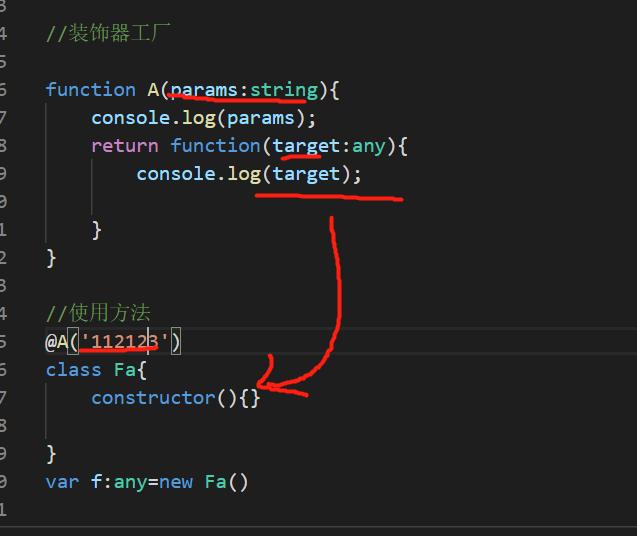 3
4 //装饰器工厂
5
6 function A(params:string){
7 console.log(params);
8 return function(target:any){
9 console.log(target);
0
1 }
2 }
3
4 //使用方法
5 @A('112123')
6 class Fa{
7 constructor(){}
8
9 }
0 var f:any=new Fa()
1